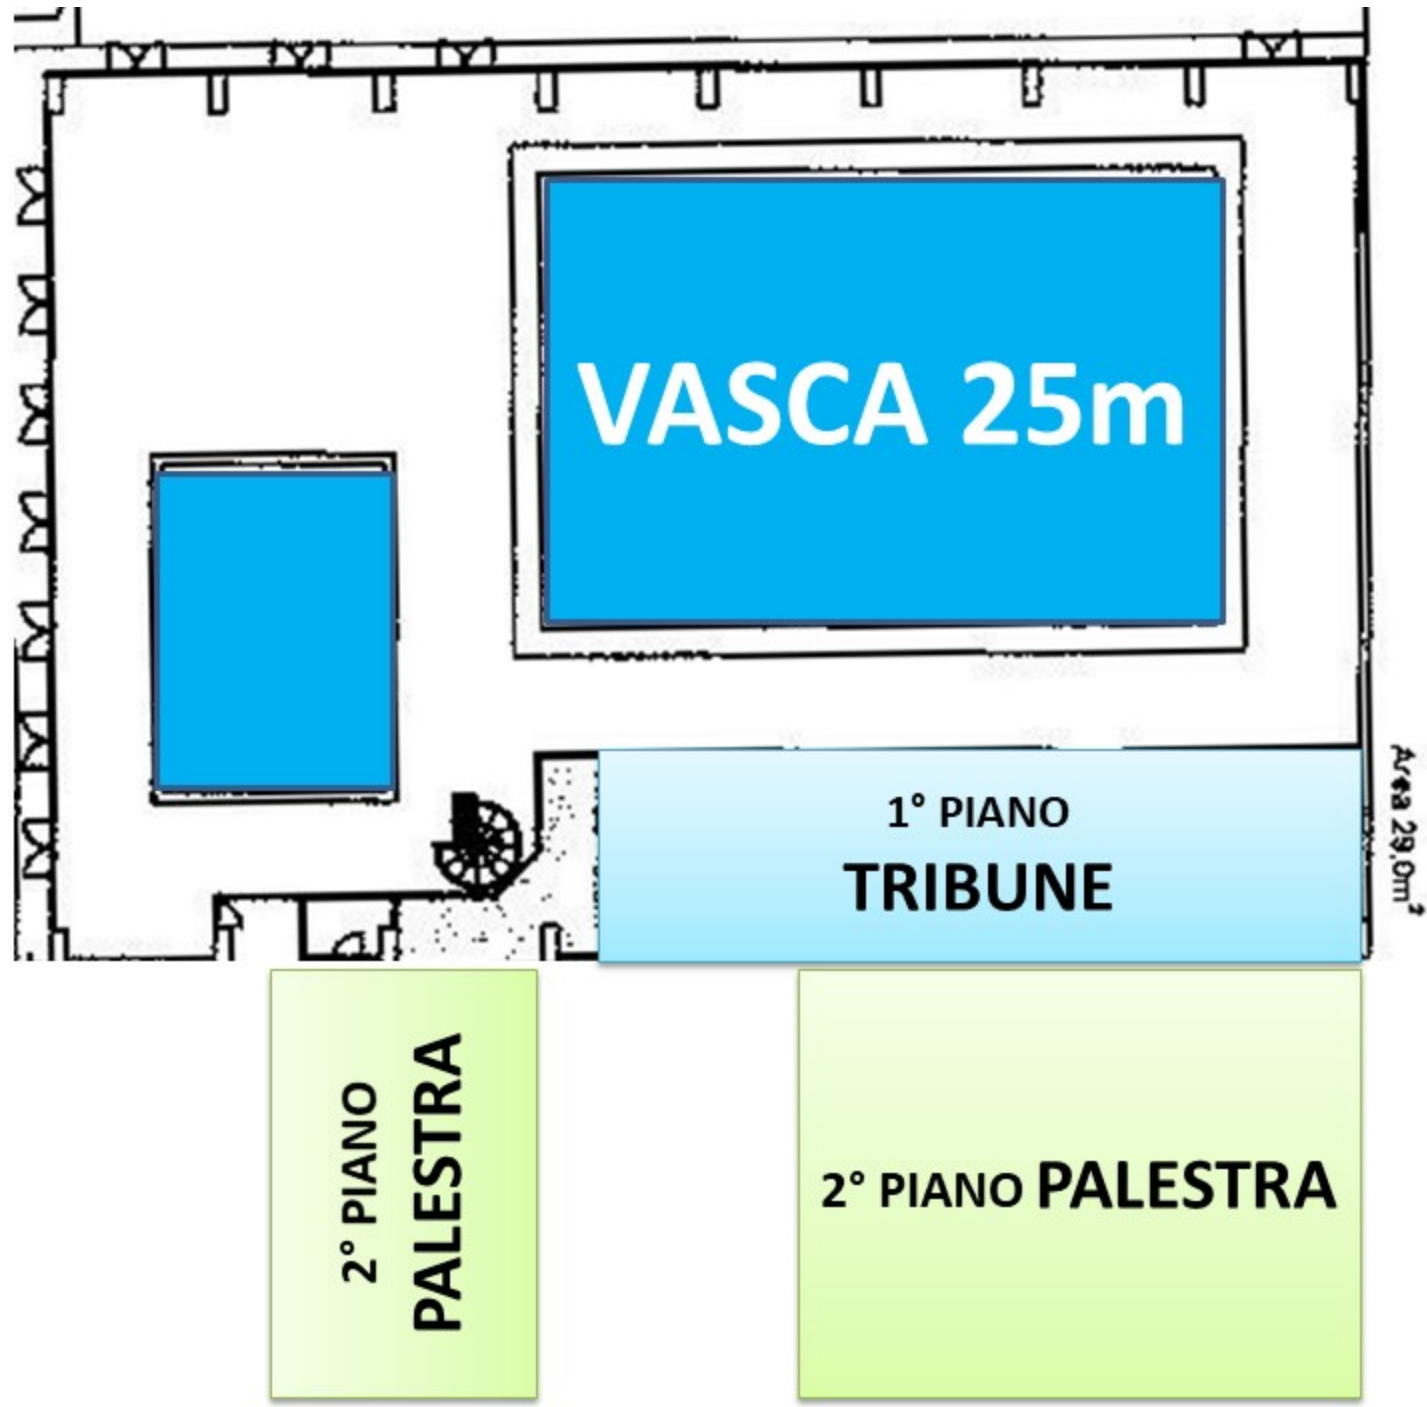 VASCA 25m
1° PIANO
TRIBUNE
Area 29,0m²
2° PIANO
PALESTRA
2° PIANO PALESTRA